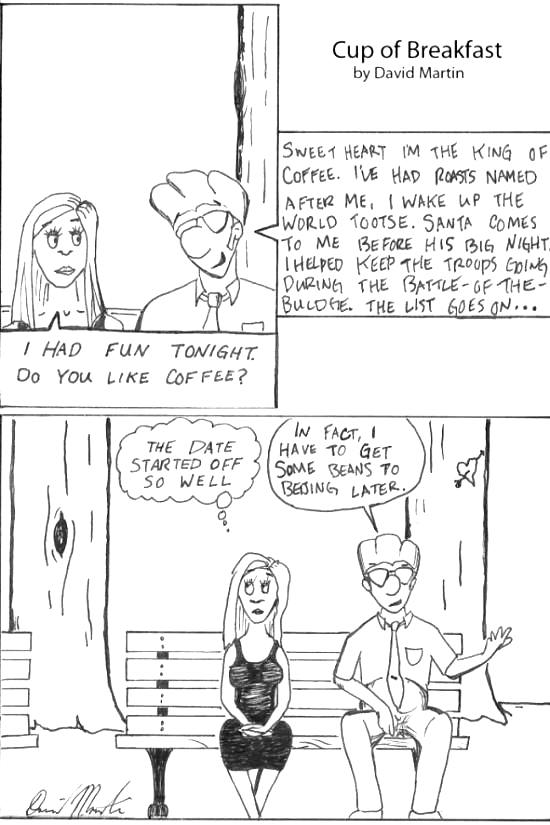 Cup of Breakfast
by David Martin
I HAD FUN TONIGHT.
DO YOU LIKE COFFEE?
SWEET HEART I'M THE KING OF
COFFEE. I'VE HAD ROASTS NAMED
AFTER ME, I WAKE UP THE
WORLD TOOTSE. SANTA COMES
TO ME BEFORE HIS BIG NIGHT.
I HELPED KEEP THE TROOPS GOING
DURING THE BATTLE-OF-THE-
BULDGE. THE LIST GOES ON...
THE DATE
STARTED OFF
SO WELL
IN FACT, I
HAVE TO GET
SOME BEANS TO
BEIJING LATER.
David Martin